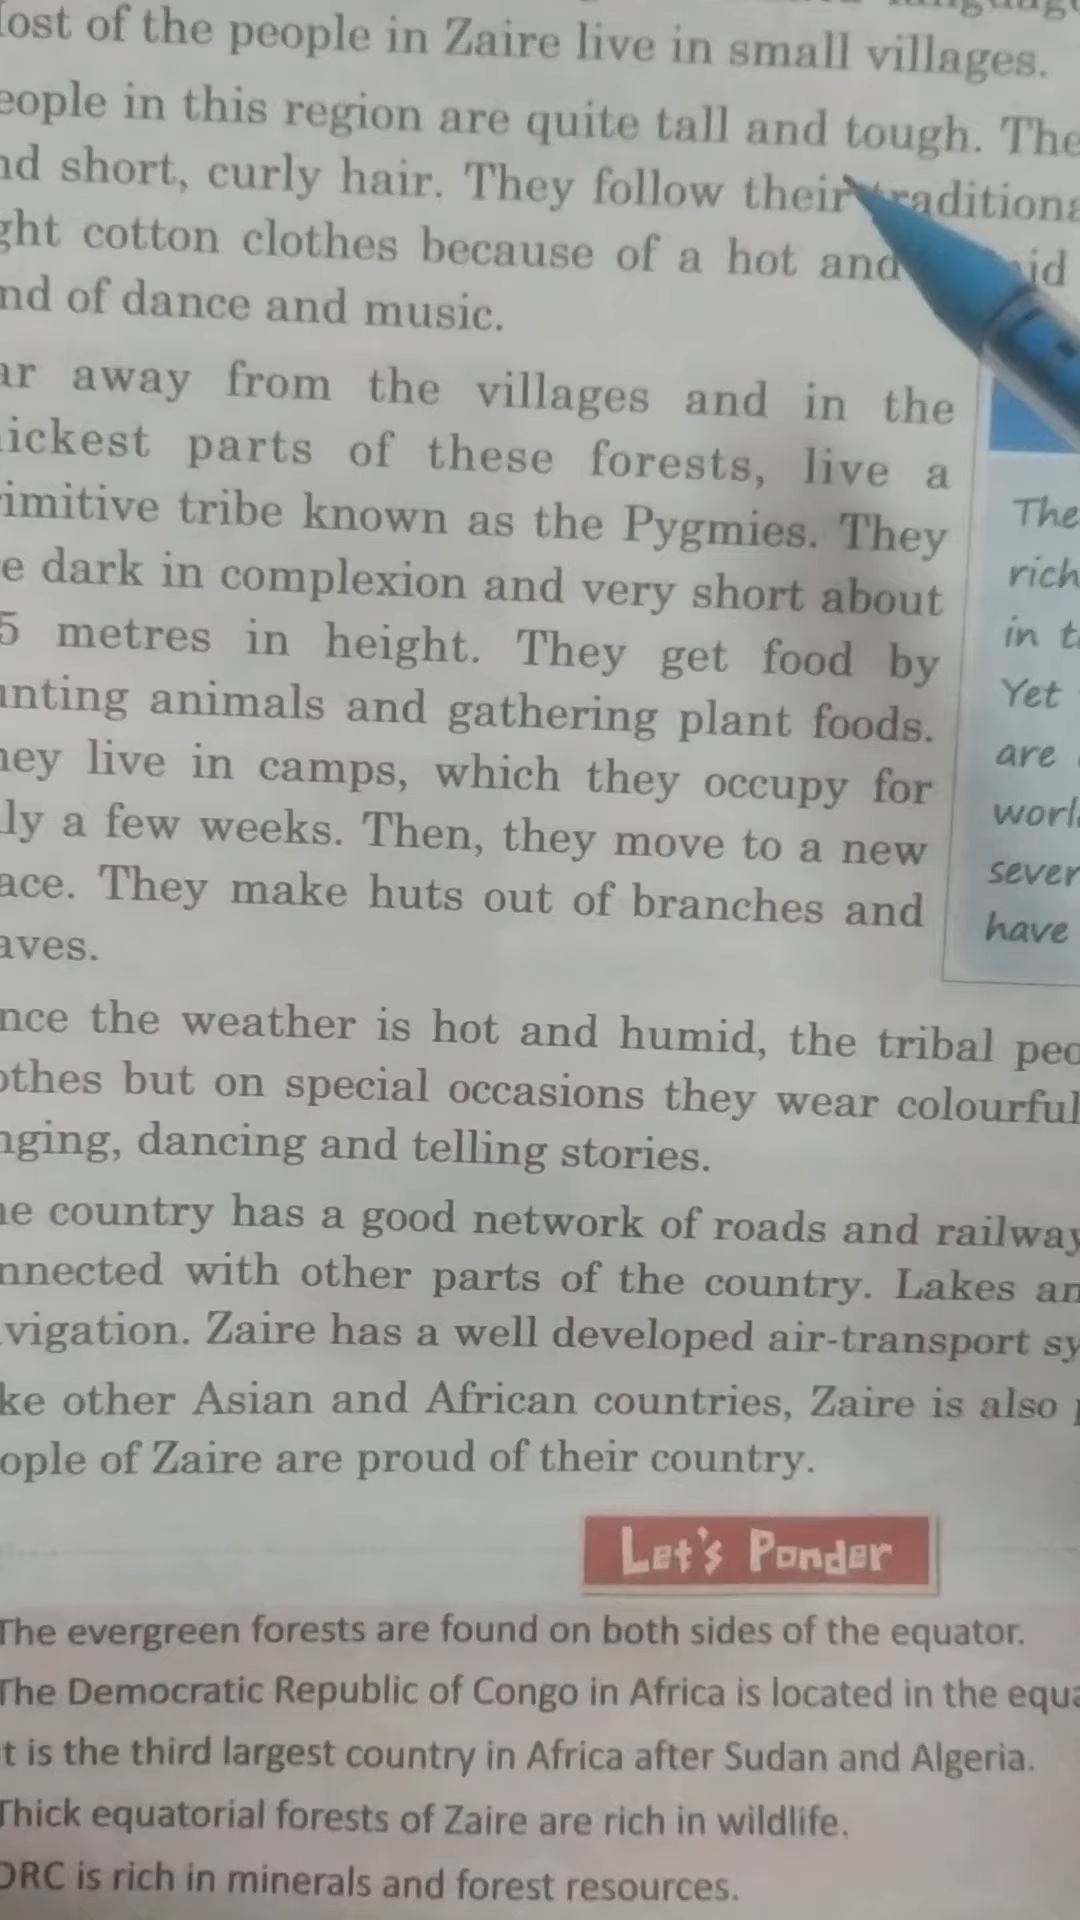 ost of the people in Zaire live in small villages.
eople in this region are quite tall and tough. The
nd short, curly hair. They follow their traditiona
ght cotton clothes because of a hot and id
nd of dance and music.
ar away from the villages and in the
ickest parts of these forests, live a
imitive tribe known as the Pygmies. They
e dark in complexion and very short about
5 metres in height. They get food by
unting animals and gathering plant foods.
hey live in camps, which they occupy for
ly a few weeks. Then, they move to a new
ace. They make huts out of branches and
aves.
The
rich
in t
Yet
are
worl
sever
have
nce the weather is hot and humid, the tribal peo
othes but on special occasions they wear colourful
nging, dancing and telling stories.
he country has a good network of roads and railway
nnected with other parts of the country. Lakes an
vigation. Zaire has a well developed air-transport sy
ke other Asian and African countries, Zaire is also
ople of Zaire are proud of their country.
Let's Ponder
The evergreen forests are found on both sides of the equator.
The Democratic Republic of Congo in Africa is located in the equa
t is the third largest country in Africa after Sudan and Algeria.
Thick equatorial forests of Zaire are rich in wildlife.
DRC is rich in minerals and forest resources.